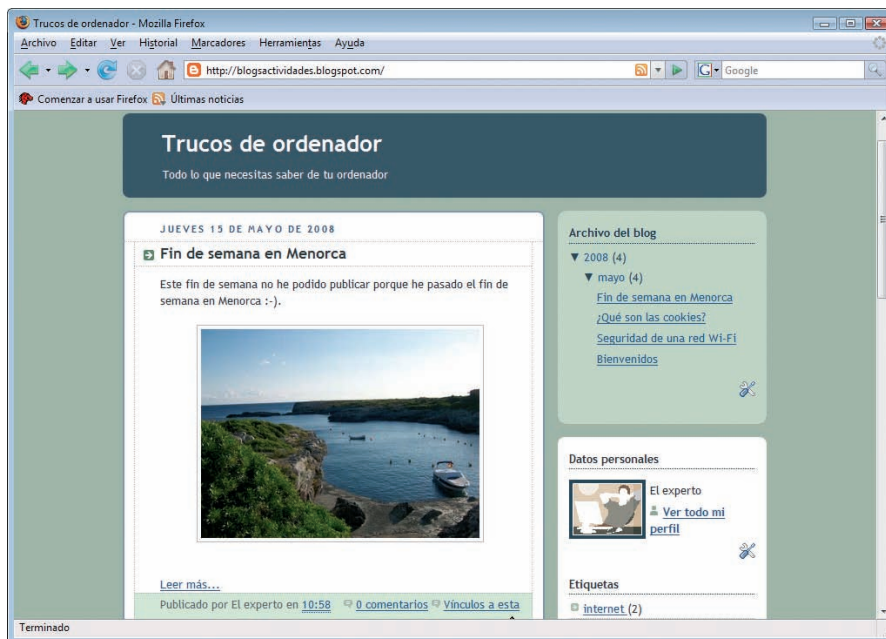 Trucos de ordenador - Mozilla Firefox
Archivo Editar Ver Historial Marcadores Herramientas Ayuda
http://blogsactividades.blogspot.com/
G Google
Comenzar a usar Firefox Últimas noticias
Trucos de ordenador
Todo lo que necesitas saber de tu ordenador
JUEVES 15 DE MAYO DE 2008
Fin de semana en Menorca
Este fin de semana no he podido publicar porque he pasado el fin de
semana en Menorca :-).
Leer más...
Publicado por El experto en 10:58 0 comentarios Vínculos a esta
Archivo del blog
▼ 2008 (4)
▼ mayo (4)
Fin de semana en Menorca
¿Qué son las cookies?
Seguridad de una red Wi-Fi
Bienvenidos
Datos personales
El experto
Ver todo mi
perfil
Etiquetas
internet (2)
Terminado